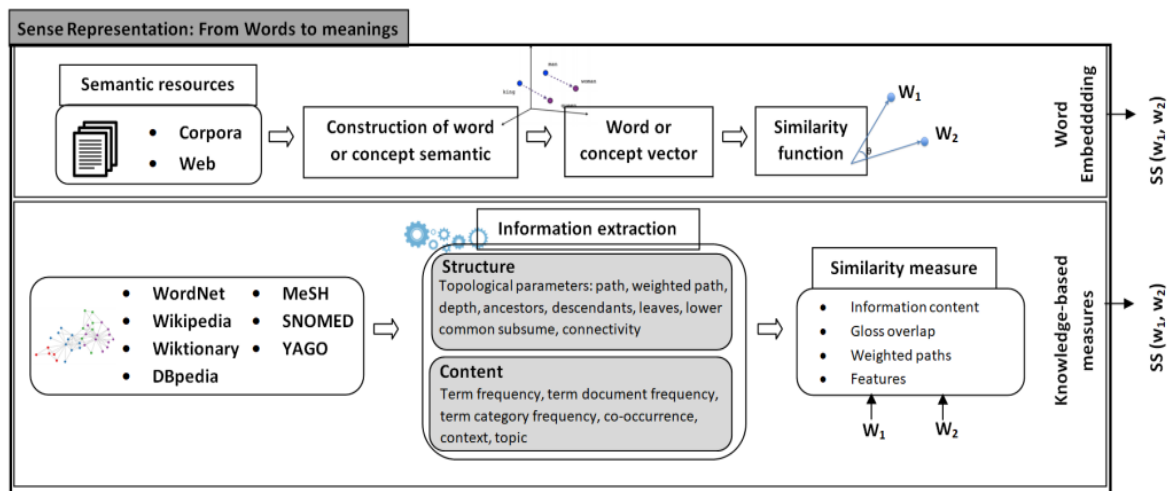 Sense Representation: From Words to meanings
Semantic resources
• Corpora
• Web
Construction of word
or concept semantic
man
woman
king
Word or
concept vector
Similarity
function
W1
W2
θ
Word
Embeddding
SS (w1, w2)
• WordNet
• Wikipedia
• Wiktionary
• DBpedia
• MeSH
• SNOMED
• YAGO
Information extraction
Structure
Topological parameters: path, weighted path,
depth, ancestors, descendants, leaves, lower
common subsume, connectivity
Content
Term frequency, term document frequency,
term category frequency, co-occurrence,
context, topic
Similarity measure
• Information content
• Gloss overlap
• Weighted paths
• Features
W1
W2
Knowledge-based
measures
SS (w1, w2)